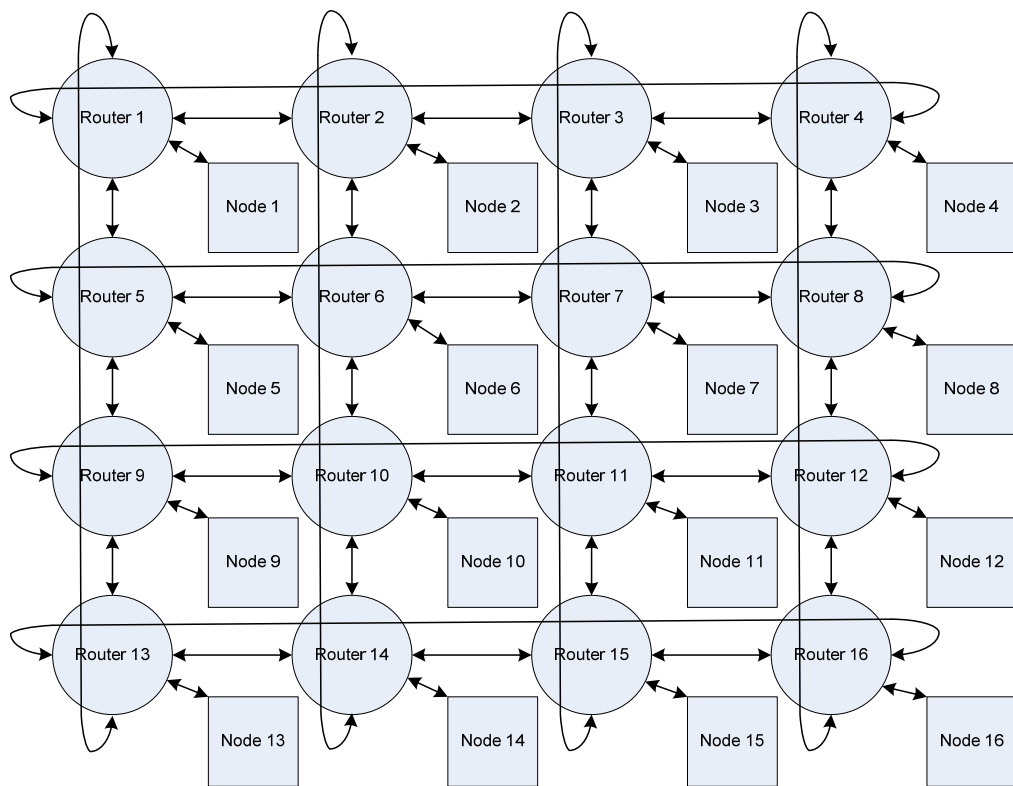 Router 1
Router 2
Router 3
Router 4
Node 1
Node 2
Node 3
Node 4
Router 5
Router 6
Router 7
Router 8
Node 5
Node 6
Node 7
Node 8
Router 9
Router 10
Router 11
Router 12
Node 9
Node 10
Node 11
Node 12
Router 13
Router 14
Router 15
Router 16
Node 13
Node 14
Node 15
Node 16